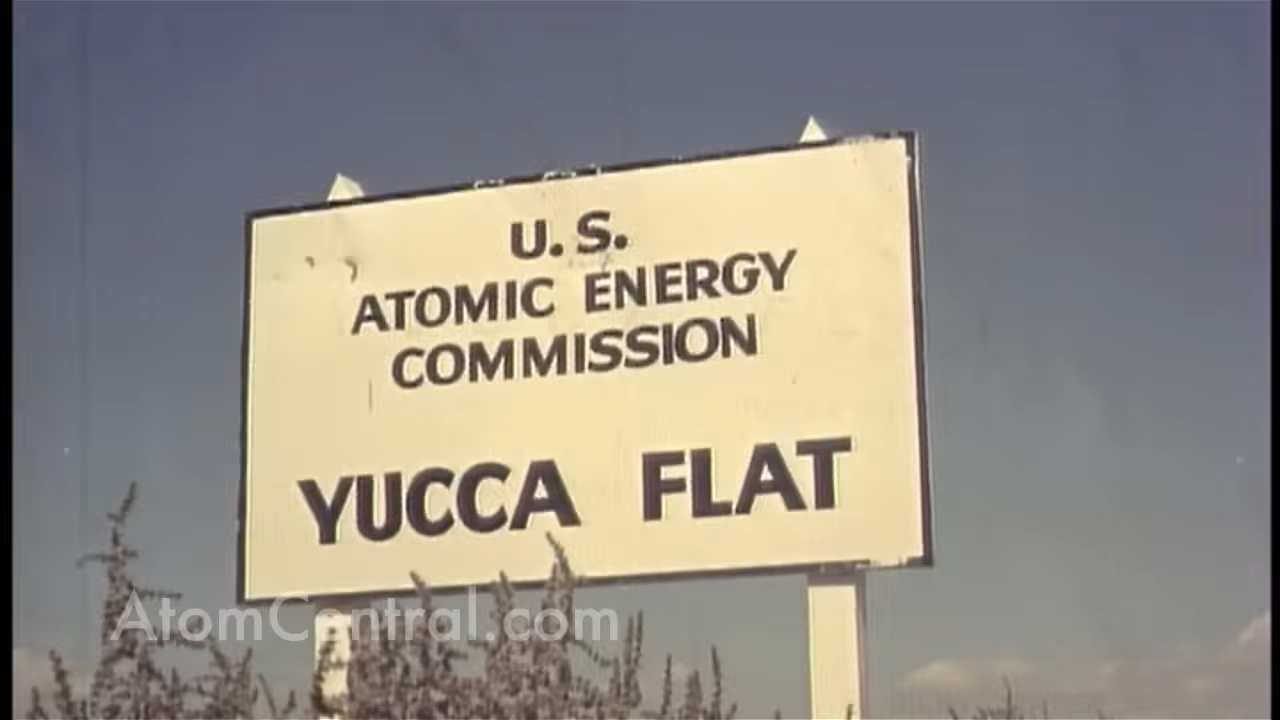 U. S.
ATOMIC ENERGY
COMMISSION
YUCCA FLAT
AtomCentral.com